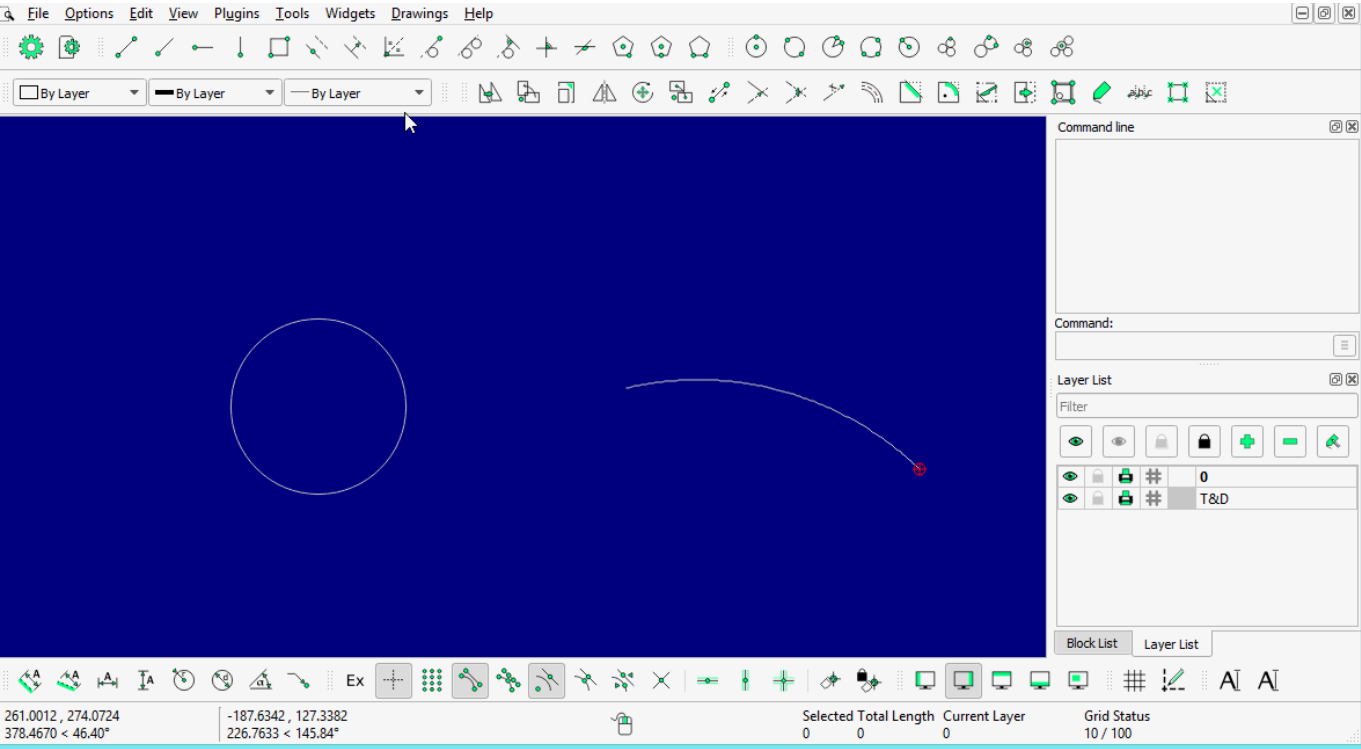 File Options Edit View Plugins Tools Widgets Drawings Help
By Layer By Layer By Layer
Command line
Command:
Layer List
Filter
0
T&D
Block List Layer List
Ex
261.0012 , 274.0724 -187.6342 , 127.3382 Selected Total Length Current Layer Grid Status
378.4670 < 46.40° 226.7633 < 145.84° 0 0 0 10 / 100